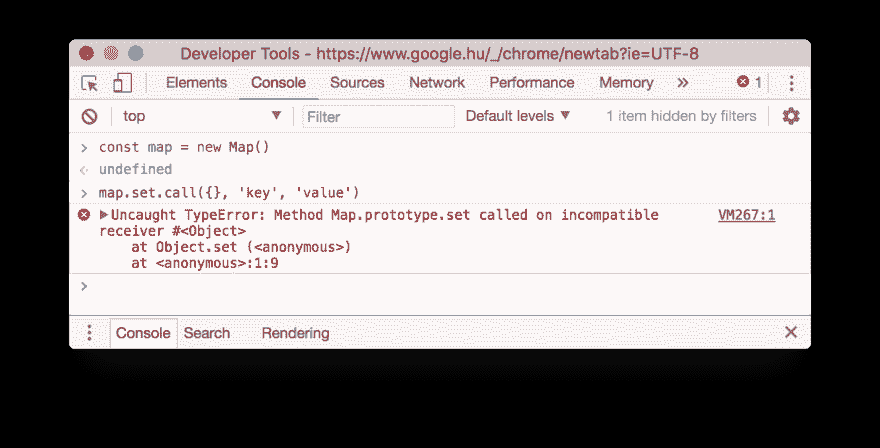 Developer Tools - https://www.google.hu/_/chrome/newtab?ie=UTF-8
Elements Console Sources Network Performance Memory » 1
top Filter Default levels 1 item hidden by filters
> const map = new Map()
undefined
> map.set.call({}, 'key', 'value')
Uncaught TypeError: Method Map.prototype.set called on incompatible VM267:1
receiver #<Object>
at Object.set (<anonymous>)
at <anonymous>:1:9
>
Console Search Rendering